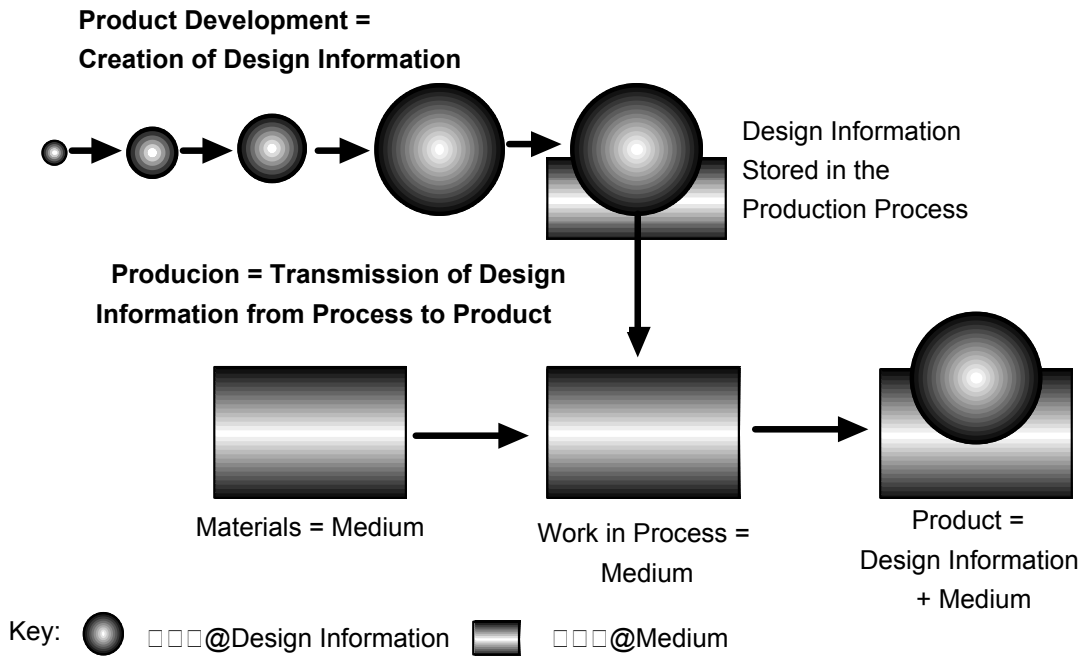 Product Development =
Creation of Design Information
Design Information
Stored in the
Production Process
Producion = Transmission of Design
Information from Process to Product
Materials = Medium
Work in Process =
Medium
Product =
Design Information
+ Medium
Key: □□□@Design Information □□□@Medium